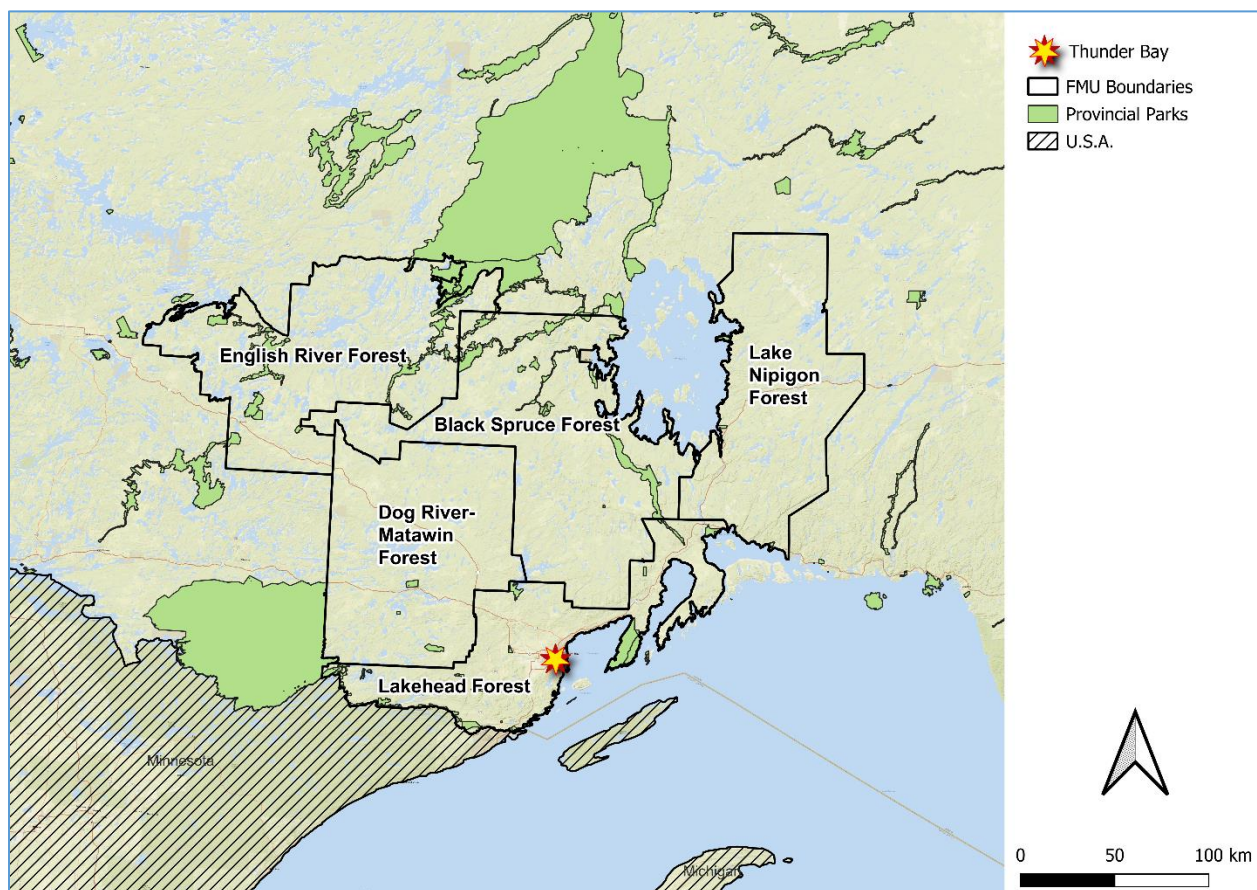 Thunder Bay
FMU Boundaries
Provincial Parks
U.S.A.
English River Forest
Lake
Nipigon
Forest
Black Spruce Forest
Dog River-
Matawin
Forest
Lakehead Forest
Minnesota
Michigan
0 50 100 km